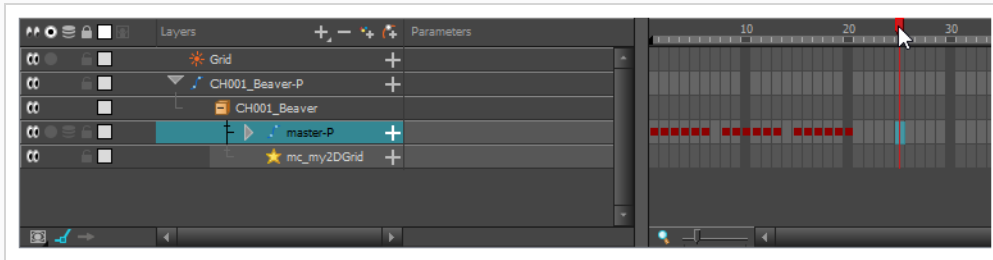 Layers
Parameters
10 20 30
Grid
CH001_Beaver-P
CH001_Beaver
master-P
mc_my2DGrid